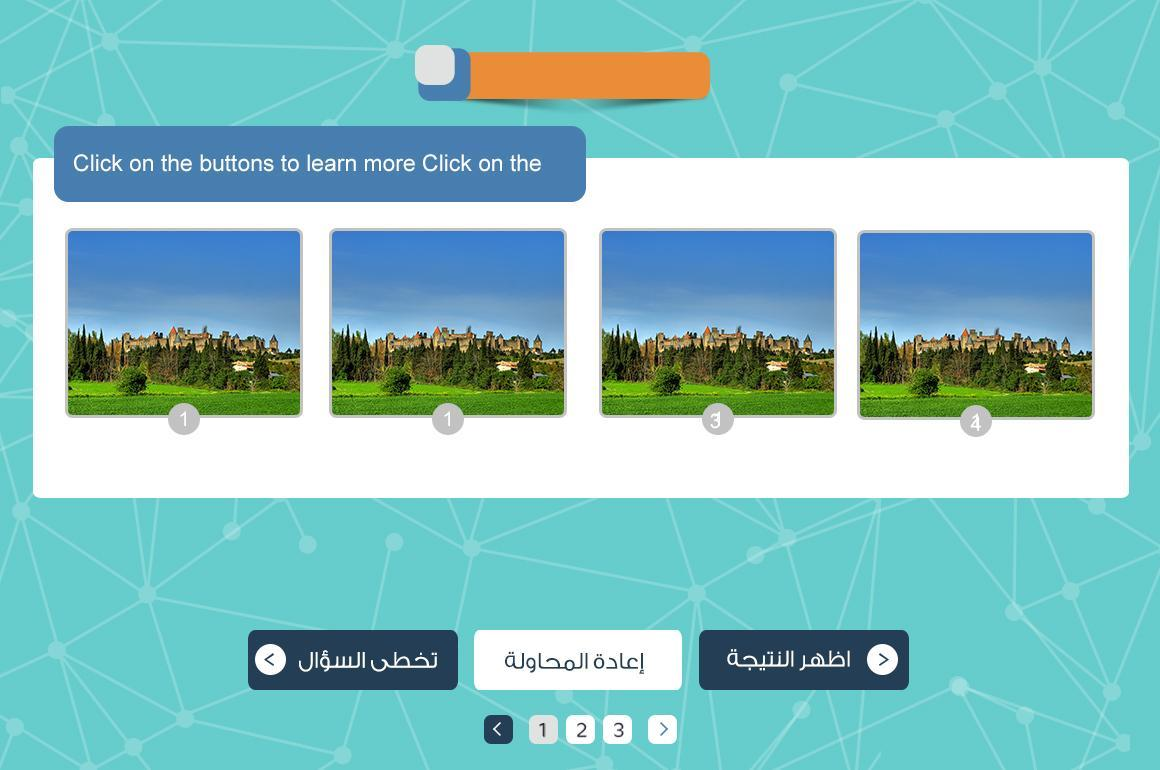 Click on the buttons to learn more Click on the
1
1
3
4
تخطى السؤال
إعادة المحاولة
اظهر النتيجة
1 2 3